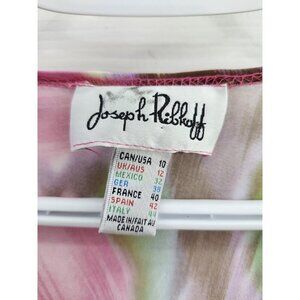 Joseph Ribkoff
CAN/USA 10
UK/AUS 12
MEXICO 32
GER 38
FRANCE 40
SPAIN 42
ITALY 44
MADE IN/FAIT AU
CANADA